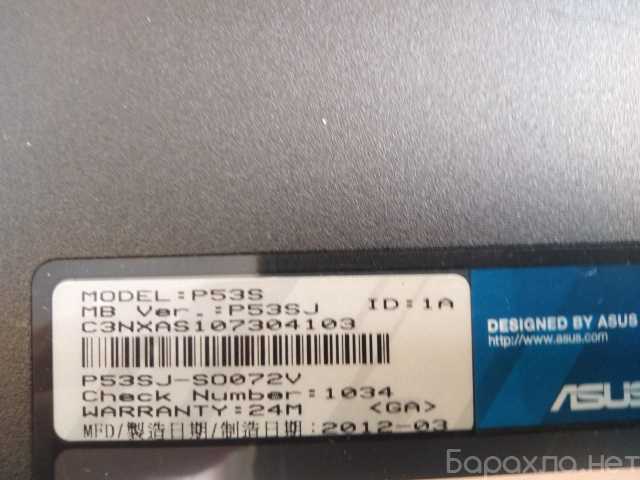 MODEL:P53S
MB Ver.:P53SJ ID:1A
C3NXAS107304103
P53SJ-SO072V
Check Number:1034
WARRANTY:24M <GA>
MFD/製造日期/制造日期:2012-03
DESIGNED BY ASUS
http://www.asus.com
ASUS
Барахла.нет